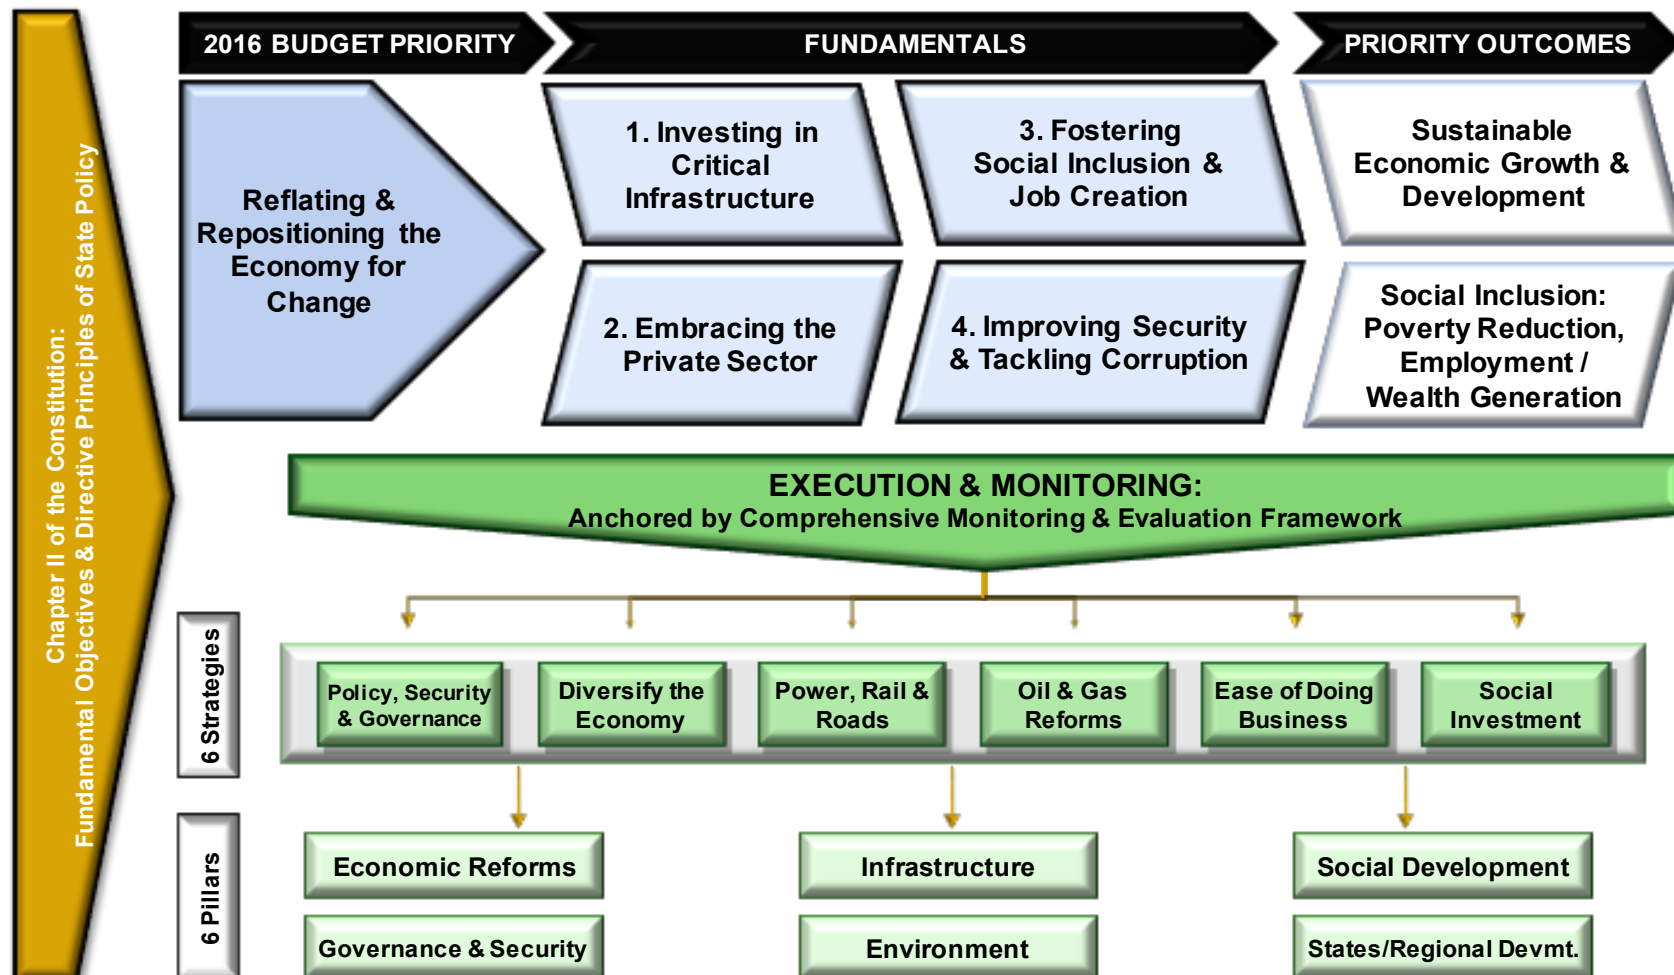 Chapter II of the Constitution:
Fundamental Objectives & Directive Principles of State Policy
2016 BUDGET PRIORITY
FUNDAMENTALS
PRIORITY OUTCOMES
Reflating &
Repositioning the
Economy for
Change
1. Investing in
Critical
Infrastructure
3. Fostering
Social Inclusion &
Job Creation
Sustainable
Economic Growth &
Development
2. Embracing the
Private Sector
4. Improving Security
& Tackling Corruption
Social Inclusion:
Poverty Reduction,
Employment /
Wealth Generation
EXECUTION & MONITORING:
Anchored by Comprehensive Monitoring & Evaluation Framework
6 Strategies
Policy, Security
& Governance
Diversify the
Economy
Power, Rail &
Roads
Oil & Gas
Reforms
Ease of Doing
Business
Social
Investment
6 Pillars
Economic Reforms
Infrastructure
Social Development
Governance & Security
Environment
States/Regional Devmt.